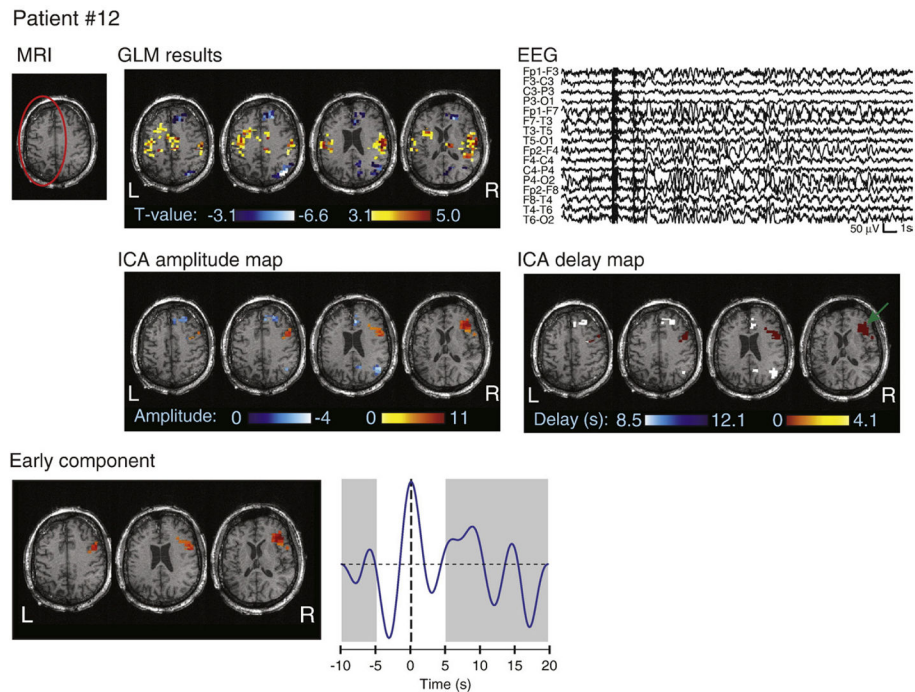 Patient #12
MRI
GLM results
EEG
Fp1-F3
F3-C3
C3-P3
P3-O1
Fp1-F7
F7-T3
T3-T5
T5-O1
Fp2-F4
F4-C4
C4-P4
P4-O2
Fp2-F8
F8-T4
T4-T6
T6-O2
50 µV 1s
L R
T-value: -3.1 -6.6 3.1 5.0
ICA amplitude map
L R
Amplitude: 0 -4 0 11
ICA delay map
L R
Delay (s): 8.5 12.1 0 4.1
Early component
L R
-10 -5 0 5 10 15 20
Time (s)